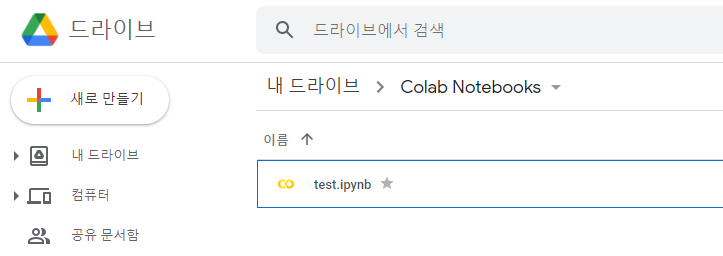 드라이브
드라이브에서 검색
새로 만들기
내 드라이브
컴퓨터
공유 문서함
내 드라이브 > Colab Notebooks
이름
test.ipynb